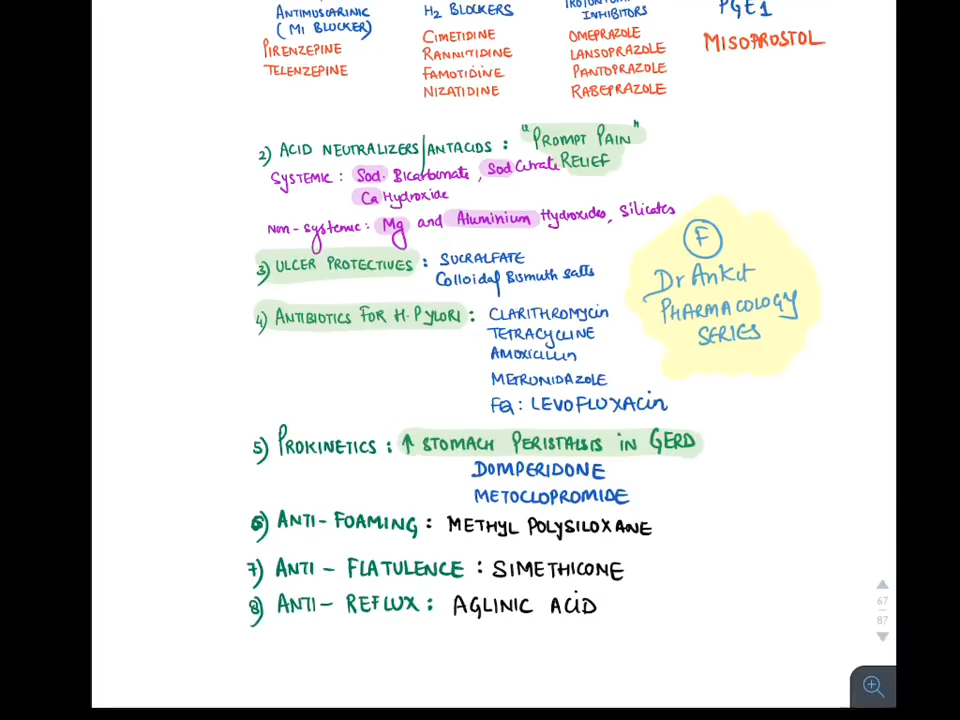 ANTIMUSCARINIC
(M1 BLOCKER)
PIRENZEPINE
TELENZEPINE
H2 BLOCKERS
CIMETIDINE
RANNITIDINE
FAMOTIDINE
NIZATIDINE
INHIBITORS
OMEPRAZOLE
LANSOPRAZOLE
PANTOPRAZOLE
RABEPRAZOLE
PGE1
MISOPROSTOL
2) ACID NEUTRALIZERS/ANTACIDS : "PROMPT PAIN"
RELIEF
SYSTEMIC : Sod. Bicarbonate, Sod Citrate
Ca Hydroxide
Non-systemic: Mg and Aluminium Hydroxides, Silicates
3) ULCER PROTECTIVES : SUCRALFATE
Colloidal Bismuth salts
4) ANTIBIOTICS FOR H. PYLORI : CLARITHROMYCIN
TETRACYCLINE
AMOXICILLIN
METRONIDAZOLE
FQ : LEVOFLOXACIN
F
Dr Ankit
PHARMACOLOGY
SERIES
5) PROKINETICS : ↑ STOMACH PERISTALSIS IN GERD
DOMPERIDONE
METOCLOPROMIDE
6) ANTI-FOAMING : METHYL POLYSILOXANE
7) ANTI-FLATULENCE : SIMETHICONE
8) ANTI-REFLUX : AGLINIC ACID
67
87